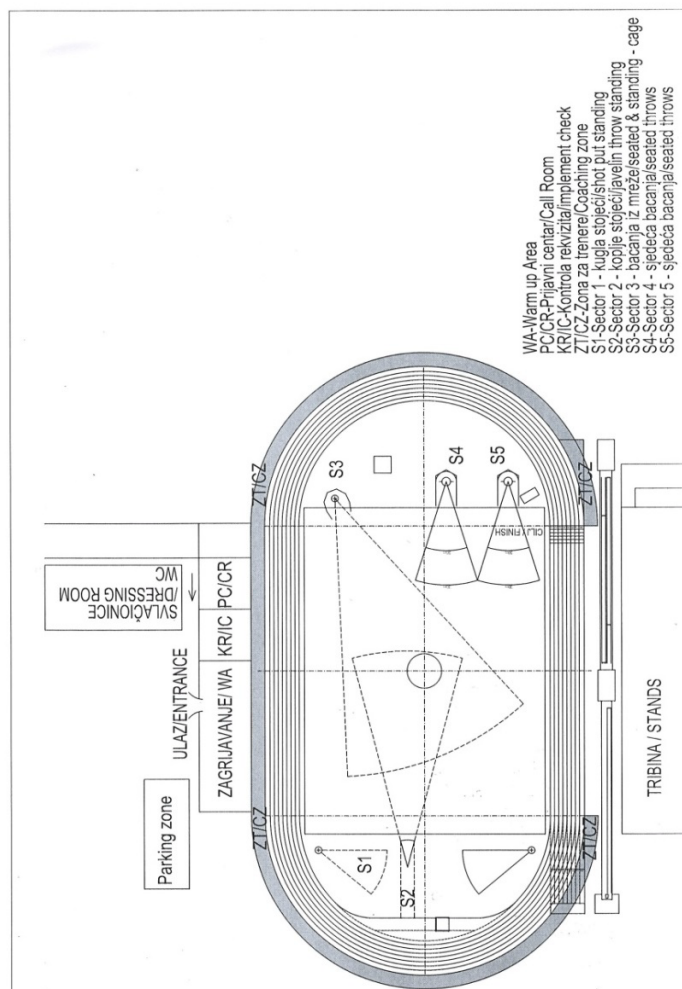 WA-Warm up Area
PC/CR-Prijavni centar/Call Room
KR/IC-Kontrola rekvizita/implement check
ZT/CZ-Zona za trenere/Coaching zone
S1-Sector 1 - kugla stojeći/shot put standing
S2-Sector 2 - koplje stojeći/javelin throw standing
S3-Sector 3 - bacanja iz mreže/seated & standing - cage
S4-Sector 4 - sjedeća bacanja/seated throws
S5-Sector 5 - sjedeća bacanja/seated throws
SVLAČIONICE
/DRESSING ROOM
WC
Parking zone
ULAZ/ENTRANCE
ZAGRIJAVANJE/ WA
KR/IC
PC/CR
ZT/CZ
ZT/CZ
S1
S2
S3
S4
S5
CILJ / FINISH
ZT/CZ
ZT/CZ
TRIBINA / STANDS